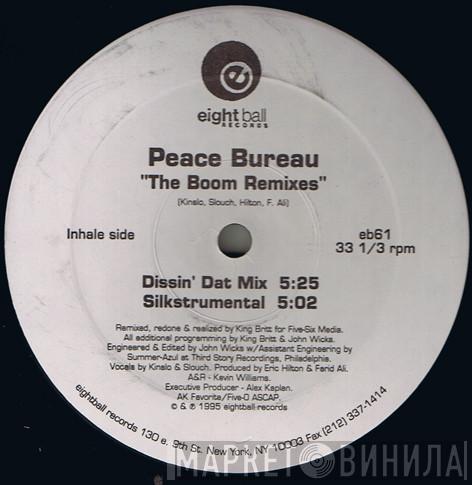 e
eightball
RECORDS
Peace Bureau
"The Boom Remixes"
(Kinslo, Slouch, Hilton, F. Ali)
Inhale side
eb61
33 1/3 rpm
Dissin' Dat Mix 5:25
Silkstrumental 5:02
Remixed, redone & realized by King Britt for Five-Six Media.
All additional programming by King Britt & John Wicks.
Engineered & Edited by John Wicks w/Assistant Engineering by
Summer-Azul at Third Story Recordings, Philadelphia.
Vocals by Kinslo & Slouch. Produced by Eric Hilton & Farid Ali.
A&R - Kevin Williams.
Executive Producer - Alex Kaplan.
AK Favorite/Five-O ASCAP.
© & ℗ 1995 eightball-records
eightball records 130 e. 9th St. New York, NY 10003 Fax (212) 337-1414
МАРКЕТ ВИНИЛА